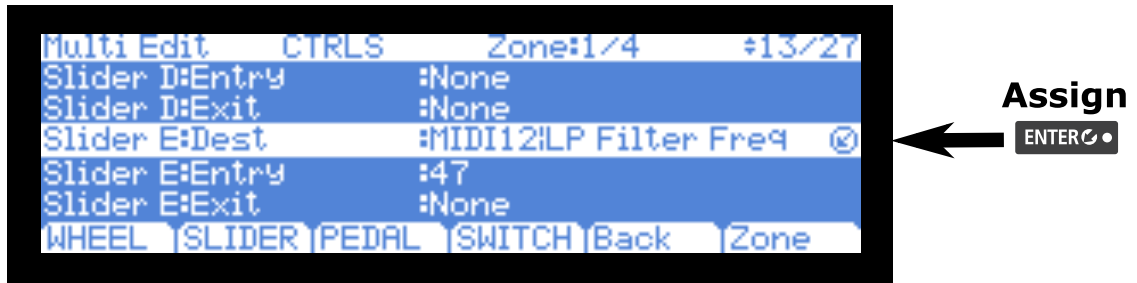 Multi Edit CTRLS Zone:1/4 13/27
Slider D:Entry :None
Slider D:Exit :None
Slider E:Dest :MIDI12¦LP Filter Freq
Slider E:Entry :47
Slider E:Exit :None
WHEEL SLIDER PEDAL SWITCH Back Zone
Assign
ENTER